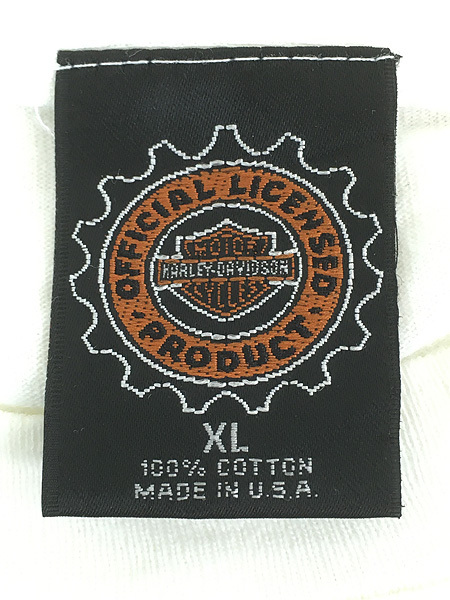 OFFICIAL LICENSED
MOTOR
HARLEY-DAVIDSON
CYCLES
PRODUCT
XL
100% COTTON
MADE IN U.S.A.